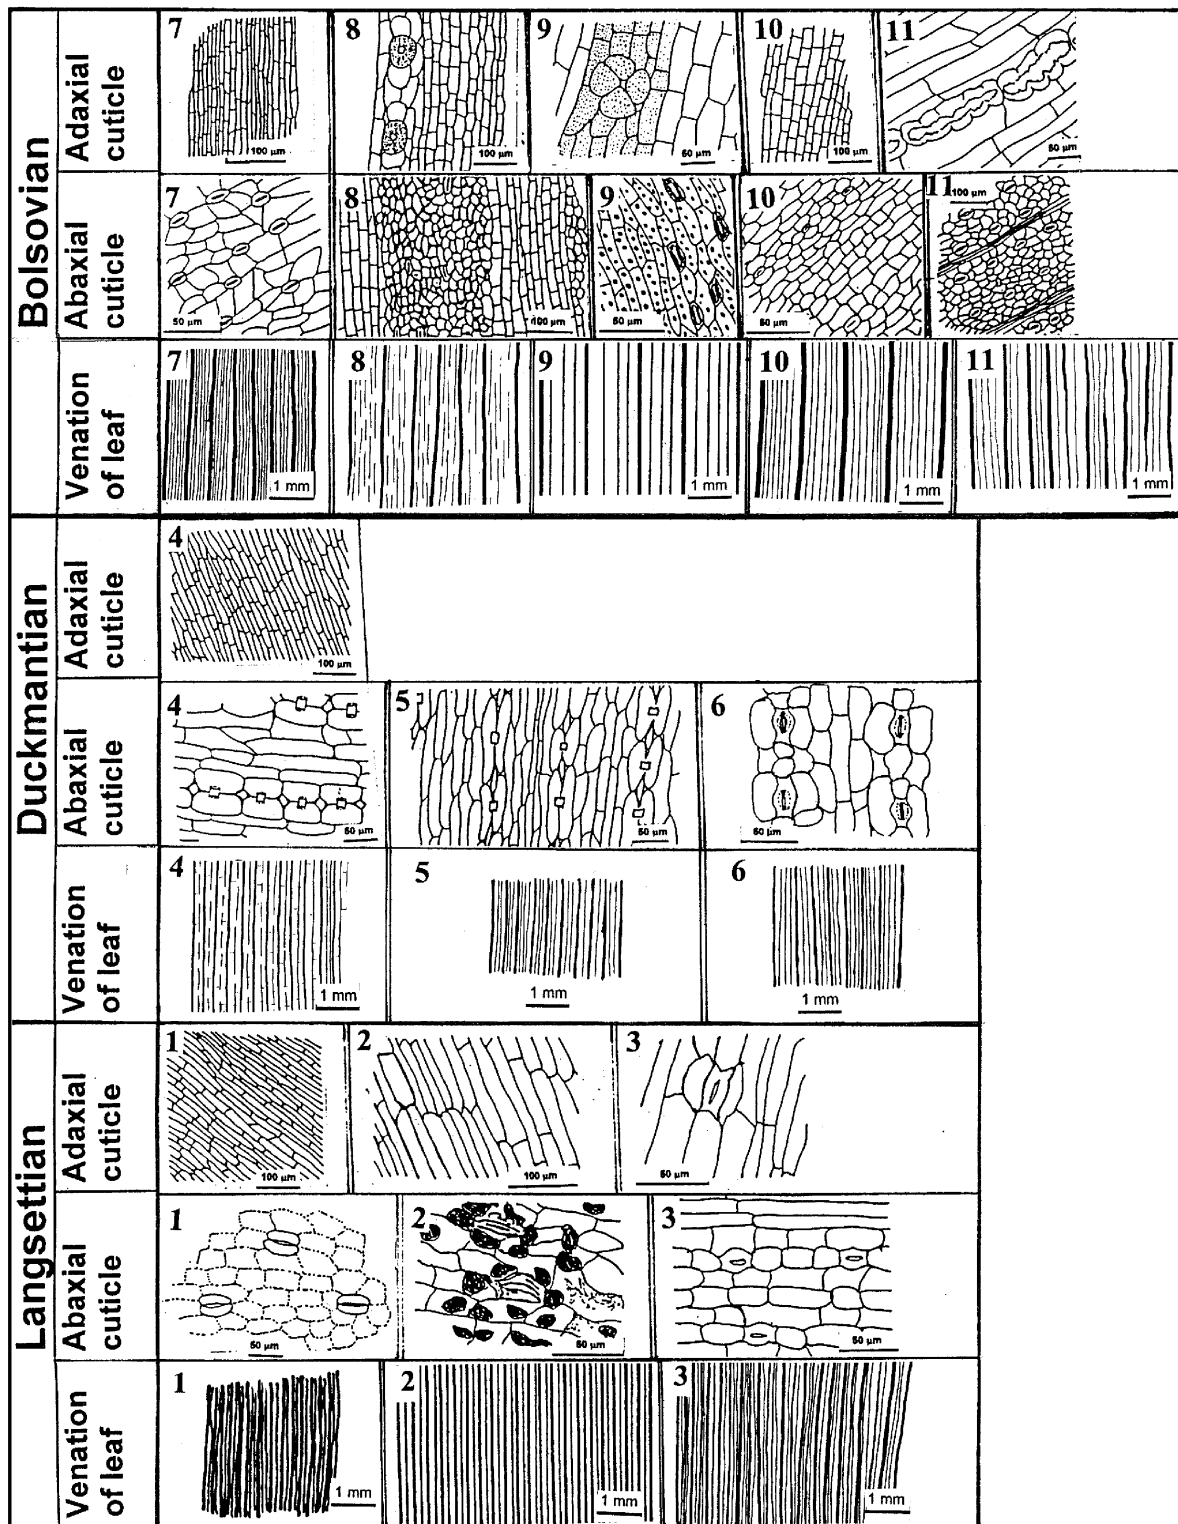 Bolsovian
Adaxial
cuticle
7
100 µm
8
100 µm
9
50 µm
10
100 µm
11
50 µm
Abaxial
cuticle
7
50 µm
8
100 µm
9
50 µm
10
50 µm
11
100 µm
Venation
of leaf
7
1 mm
8
9
1 mm
10
1 mm
11
1 mm
Duckmantian
Adaxial
cuticle
4
100 µm
Abaxial
cuticle
4
50 µm
5
50 µm
6
50 µm
Venation
of leaf
4
1 mm
5
1 mm
6
1 mm
Langsettian
Adaxial
cuticle
1
100 µm
2
100 µm
3
50 µm
Abaxial
cuticle
1
50 µm
2
50 µm
3
50 µm
Venation
of leaf
1
1 mm
2
1 mm
3
1 mm